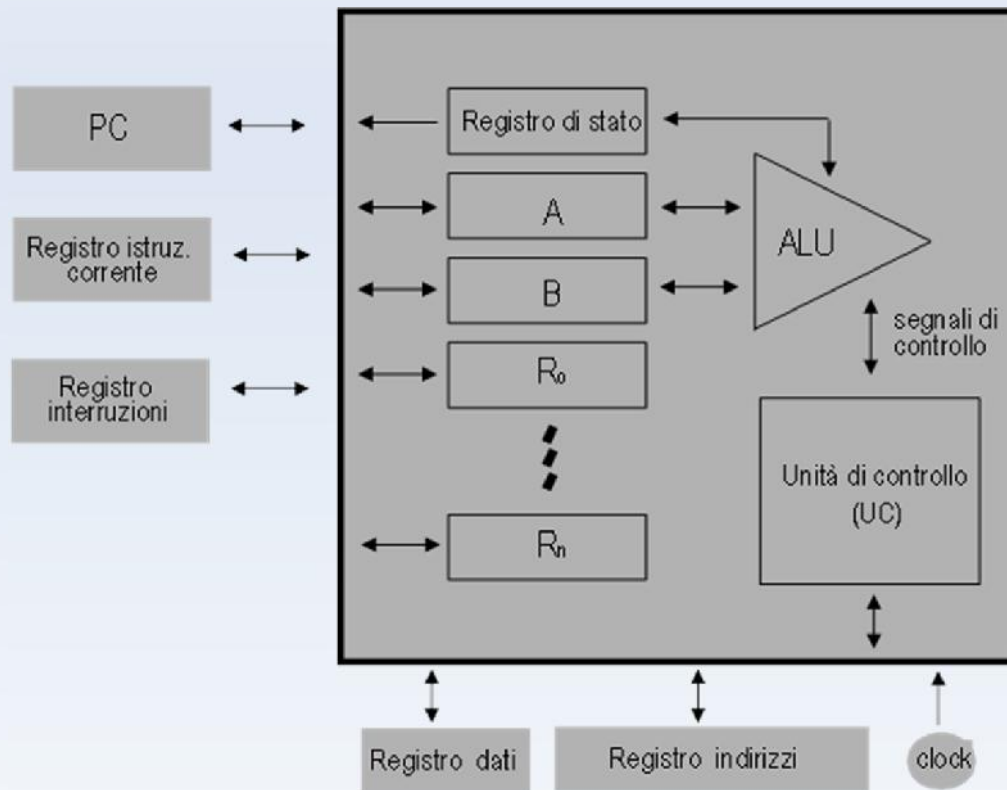 PC
Registro istruz.
corrente
Registro
interruzioni
Registro di stato
A
B
R₀
Rₙ
ALU
segnali di
controllo
Unità di controllo
(UC)
Registro dati
Registro indirizzi
clock